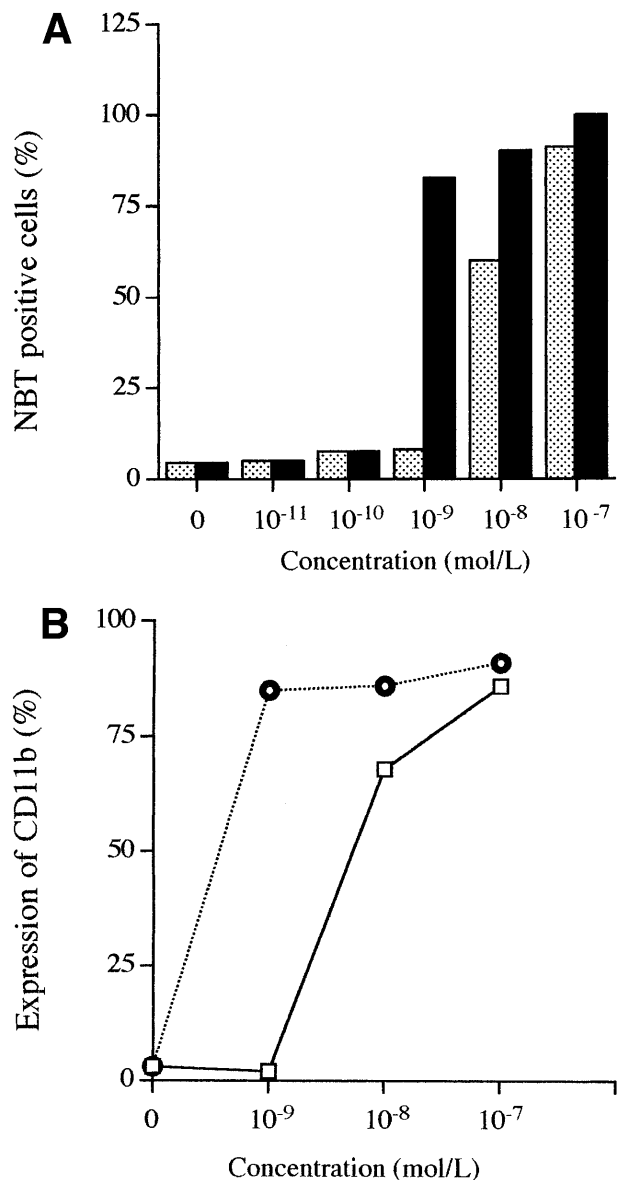 A
NBT positive cells (%)
125
100
75
50
25
0
0 10-11 10-10 10-9 10-8 10-7
Concentration (mol/L)
B
Expression of CD11b (%)
100
75
50
25
0
0 10-9 10-8 10-7
Concentration (mol/L)